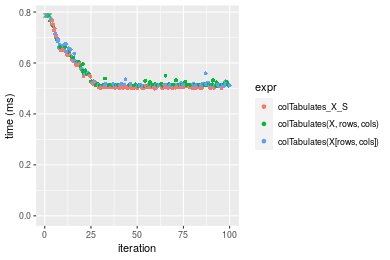 0.8
0.6
0.4
0.2
0.0
time (ms)
0
25
50
75
100
iteration
expr
colTabulates_X_S
colTabulates(X, rows, cols)
colTabulates(X[rows, cols])